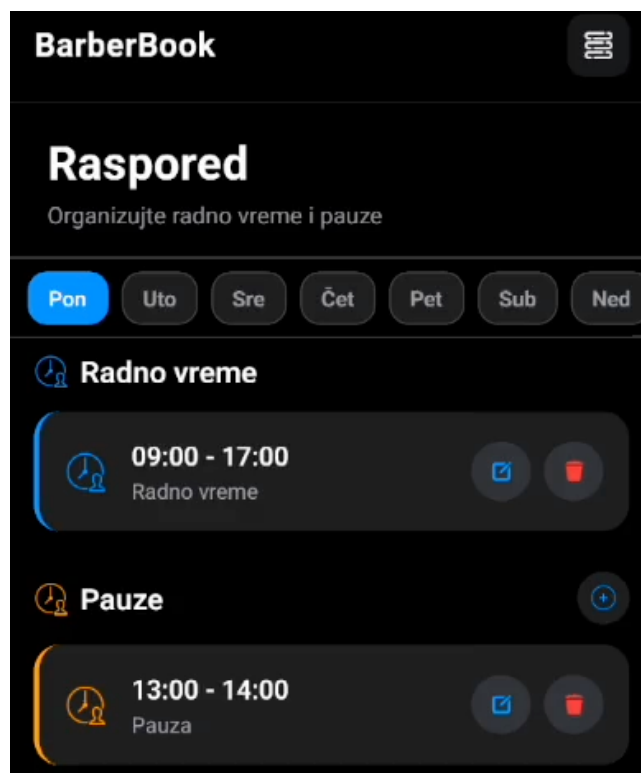 BarberBook
Raspored
Organizujte radno vreme i pauze
Pon Uto Sre Čet Pet Sub Ned
Radno vreme
09:00 - 17:00
Radno vreme
Pauze
13:00 - 14:00
Pauza